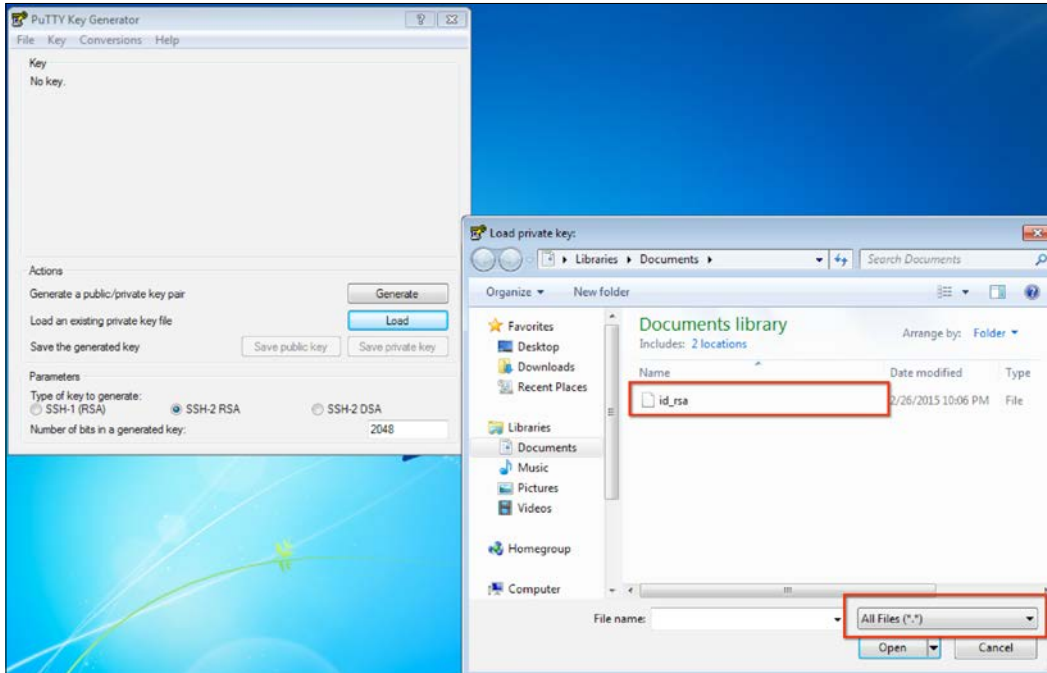 PuTTY Key Generator
File Key Conversions Help
Key
No key.
Actions
Generate a public/private key pair
Generate
Load an existing private key file
Load
Save the generated key
Save public key
Save private key
Parameters
Type of key to generate:
SSH-1 (RSA)
SSH-2 RSA
SSH-2 DSA
Number of bits in a generated key:
2048
Load private key:
Libraries
Documents
Search Documents
Organize
New folder
Favorites
Desktop
Downloads
Recent Places
Libraries
Documents
Music
Pictures
Videos
Homegroup
Computer
Documents library
Includes: 2 locations
Arrange by: Folder
Name
Date modified
Type
id_rsa
2/26/2015 10:06 PM
File
File name:
All Files (*.*)
Open
Cancel